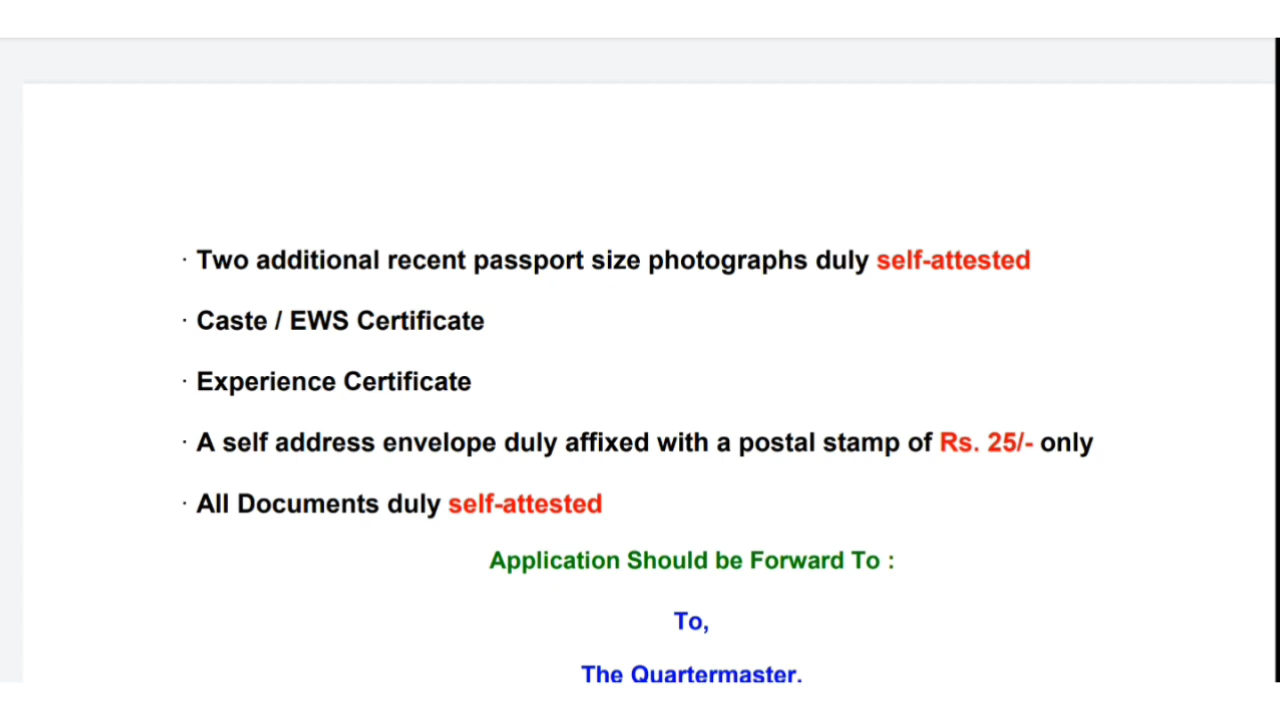 · Two additional recent passport size photographs duly self-attested
· Caste / EWS Certificate
· Experience Certificate
· A self address envelope duly affixed with a postal stamp of Rs. 25/- only
· All Documents duly self-attested
Application Should be Forward To :
To,
The Quartermaster.